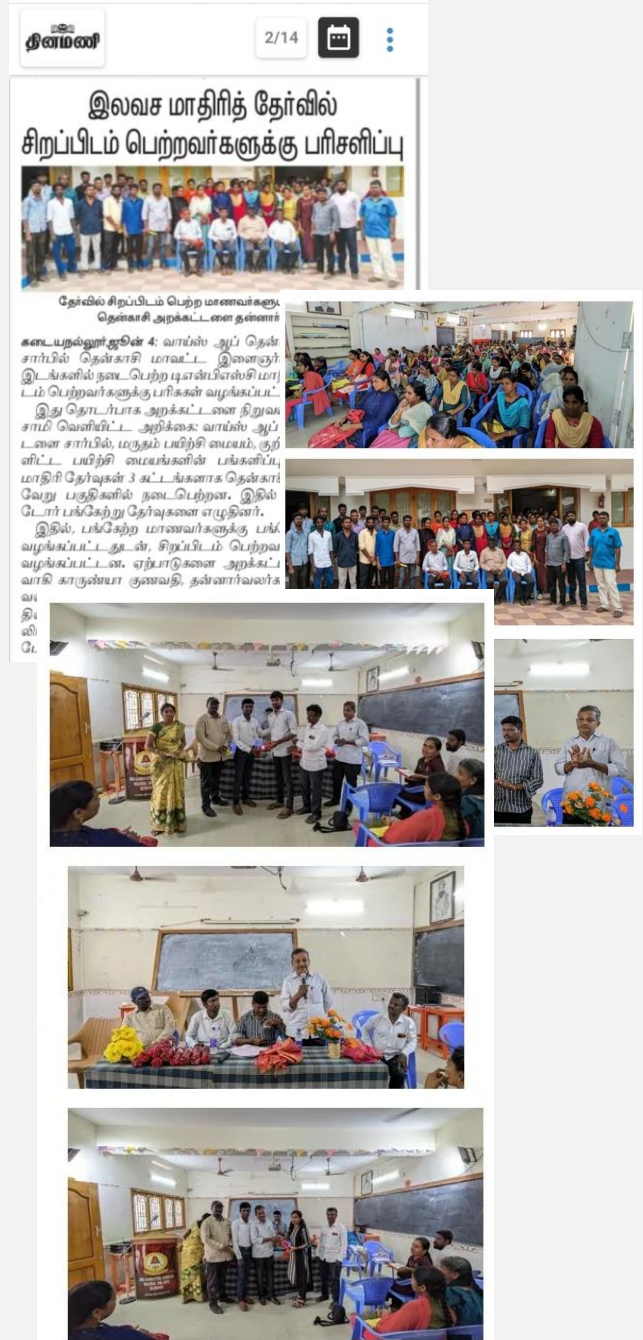 தினமணி
2/14
இலவச மாதிரித் தேர்வில்
சிறப்பிடம் பெற்றவர்களுக்கு பரிசளிப்பு
தேர்வில் சிறப்பிடம் பெற்ற மாணவர்களு
தென்காசி அறக்கட்டளை தன்னார்
கடையநல்லூர்,ஜூன் 4: வாய்ஸ் ஆப் தென்
சார்பில் தென்காசி மாவட்ட இளைஞர்
இடங்களில் நடைபெற்ற டிஎன்பிஎஸ்சி மா
டம் பெற்றவர்களுக்கு பரிசுகள் வழங்கப்பட்
இது தொடர்பாக அறக்கட்டளை நிறுவ
சாமி வெளியிட்ட அறிக்கை: வாய்ஸ் ஆப்
டளை சார்பில், மருதம் பயிற்சி மையம், குறி
ளிட்ட பயிற்சி மையங்களின் பங்களிப்பு
மாதிரி தேர்வுகள் 3 கட்டங்களாக தென்கா
வேறு பகுதிகளில் நடைபெற்றன. இதில்
டோர் பங்கேற்று தேர்வுகளை எழுதினர்.
இதில், பங்கேற்ற மாணவர்களுக்கு பங்
வழங்கப்பட்டதுடன், சிறப்பிடம் பெற்றவ
வழங்கப்பட்டன. ஏற்பாடுகளை அறக்கட்ட
வாகி காருண்யா குணவதி, தன்னார்வலர்க